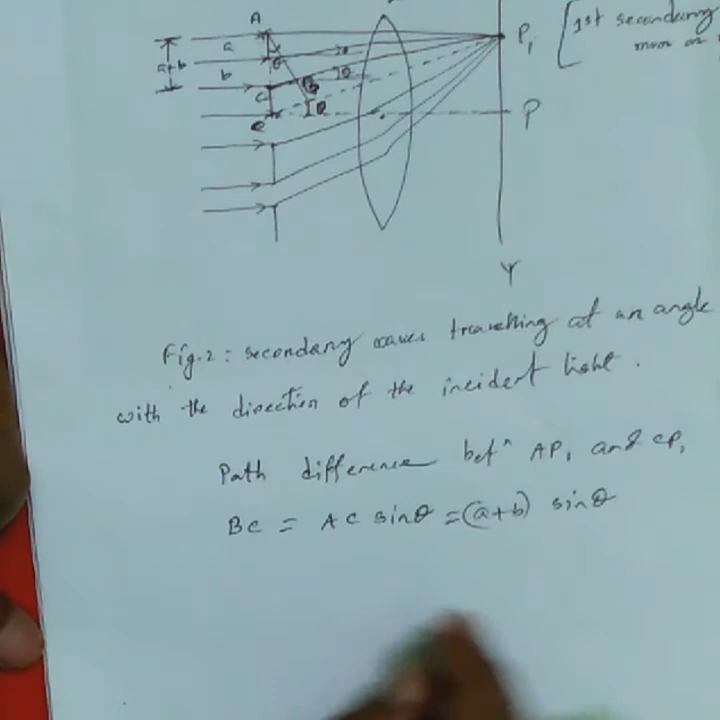 A
P₁ [1st secondary
a
θ
a+b
b
θ
B
C
θ
e
P
Y
Fig.2 : secondary waves travelling at an angle
with the direction of the incident light .
Path difference betⁿ AP₁ and CP₁
BC = AC sinθ = (a+b) sinθ